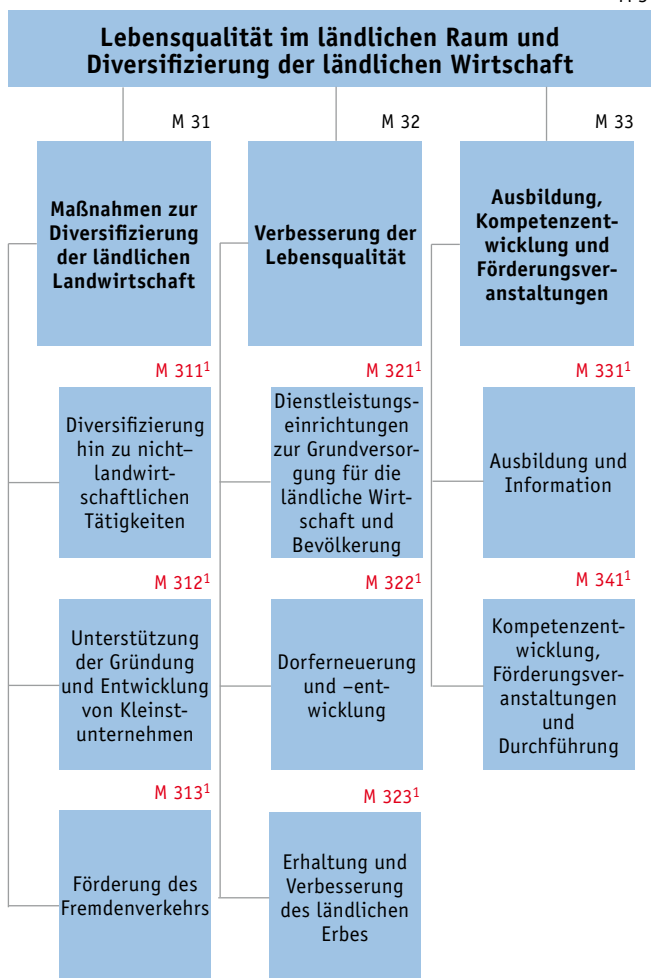 Lebensqualität im ländlichen Raum und
Diversifizierung der ländlichen Wirtschaft
M 31
Maßnahmen zur
Diversifizierung
der ländlichen
Landwirtschaft
M 311¹
Diversifizierung
hin zu nicht–
landwirt-
schaftlichen
Tätigkeiten
M 312¹
Unterstützung
der Gründung
und Entwicklung
von Kleinst-
unternehmen
M 313¹
Förderung des
Fremdenverkehrs
M 32
Verbesserung der
Lebensqualität
M 321¹
Dienstleistungs-
einrichtungen
zur Grundversor-
gung für die
ländliche Wirt-
schaft und
Bevölkerung
M 322¹
Dorferneuerung
und –ent-
wicklung
M 323¹
Erhaltung und
Verbesserung
des ländlichen
Erbes
M 33
Ausbildung,
Kompetenzent-
wicklung und
Förderungsver-
anstaltungen
M 331¹
Ausbildung und
Information
M 341¹
Kompetenzent-
wicklung,
Förderungsver-
anstaltungen
und
Durchführung